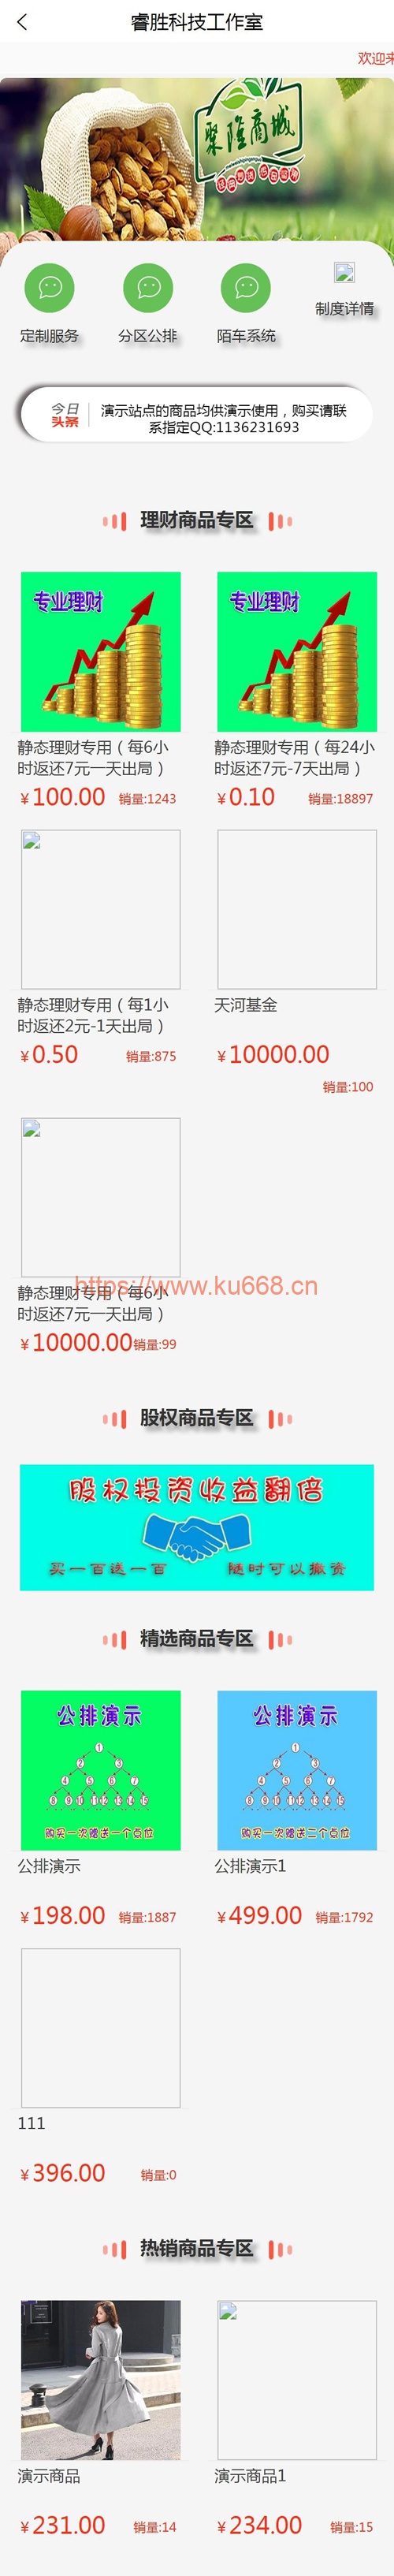 睿胜科技工作室
欢迎来
聚隆商城
定制服务
分区公排
陌车系统
制度详情
今日
头条
演示站点的商品均供演示使用，购买请联
系指定QQ:1136231693
理财商品专区
专业理财
专业理财
静态理财专用（每6小
时返还7元一天出局）
¥100.00 销量:1243
静态理财专用（每24小
时返还7元-7天出局）
¥0.10 销量:18897
静态理财专用（每1小
时返还2元-1天出局）
¥0.50 销量:875
天河基金
¥10000.00
销量:100
https://www.ku668.cn
静态理财专用（每6小
时返还7元一天出局）
¥10000.00 销量:99
股权商品专区
股权投资收益翻倍
买一百送一百 随时可以撤资
精选商品专区
公排演示
1
2 3
4 5 6 7
8 9 10 11 12 13 14 15
购买一次赠送一个点位
公排演示
1
2 3
4 5 6 7
8 9 10 11 12 13 14 15
购买一次赠送二个点位
公排演示
¥198.00 销量:1887
公排演示1
¥499.00 销量:1792
111
¥396.00 销量:0
热销商品专区
演示商品
¥231.00 销量:14
演示商品1
¥234.00 销量:15